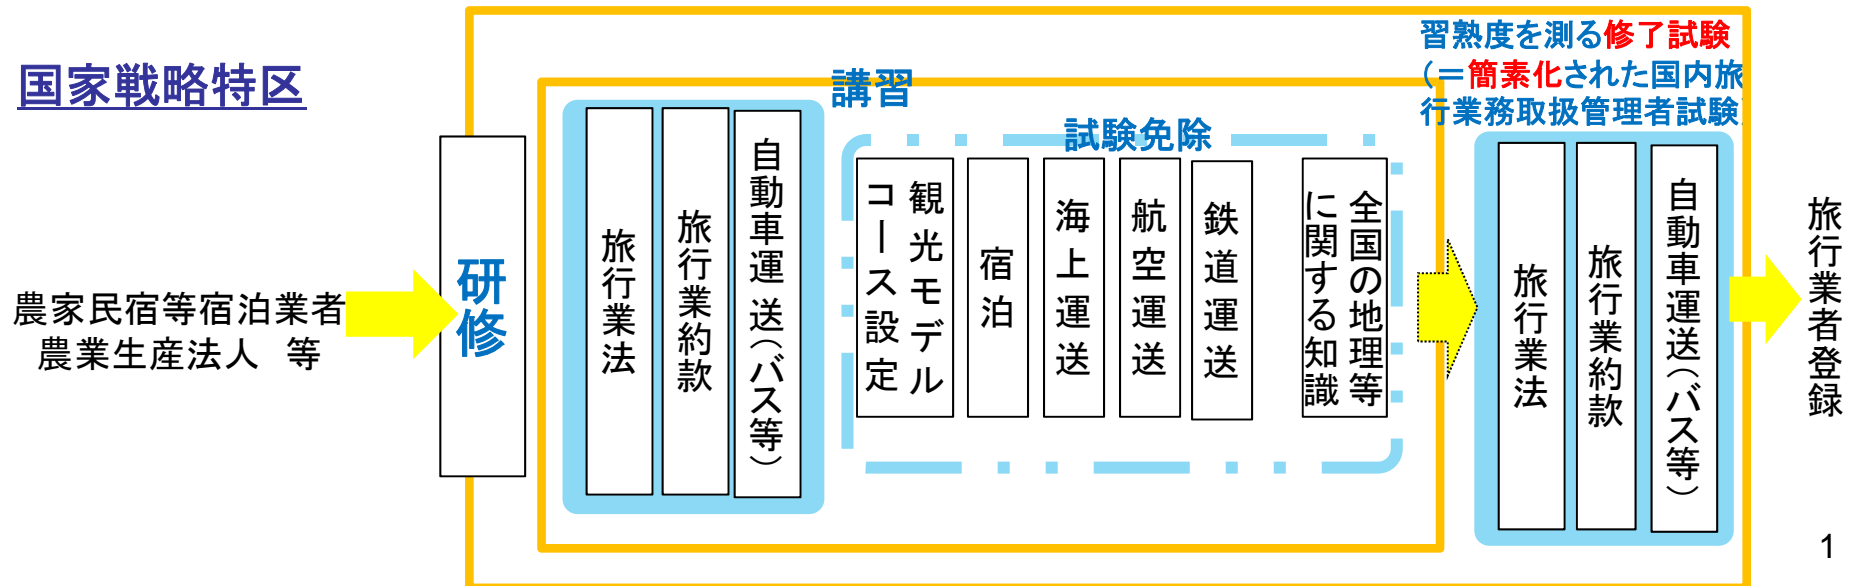 国家戦略特区
農家民宿等宿泊業者
農業生産法人　等
研修
講習
旅行業法
旅行業約款
自動車運送（バス等）
試験免除
観光モデル
コース設定
宿泊
海上運送
航空運送
鉄道運送
全国の地理等
に関する知識
習熟度を測る修了試験
（＝簡素化された国内旅
行業務取扱管理者試験）
旅行業法
旅行業約款
自動車運送（バス等）
旅行業者登録
1